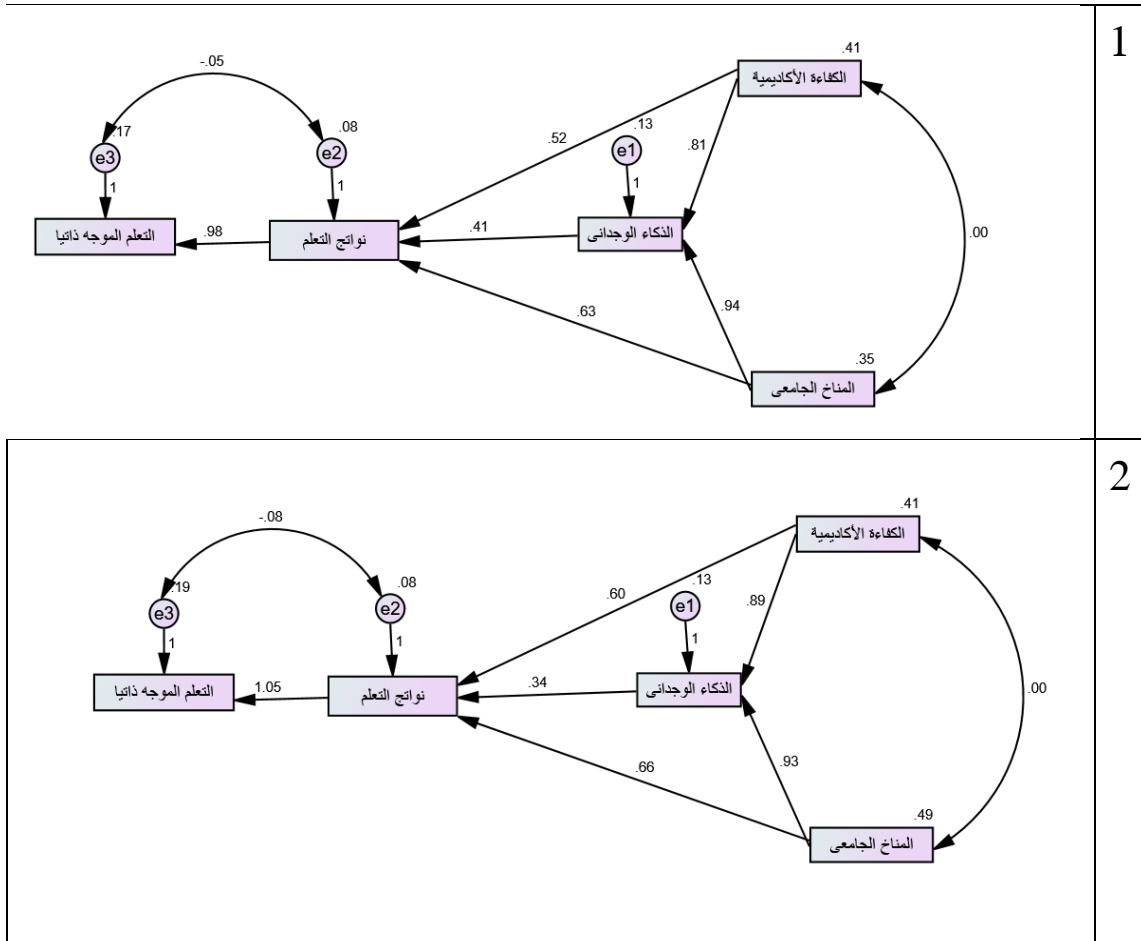 1
.41
الكفاءة الأكاديمية
-.05
.17
e3
.08
e2
.13
e1
.52
.81
1
1
1
التعلم الموجه ذاتيا
.98
نواتج التعلم
.41
الذكاء الوجدانى
.00
.63
.94
.35
المناخ الجامعى
2
.41
الكفاءة الأكاديمية
-.08
.19
e3
.08
e2
.13
e1
.60
.89
1
1
1
التعلم الموجه ذاتيا
1.05
نواتج التعلم
.34
الذكاء الوجدانى
.00
.66
.93
.49
المناخ الجامعى